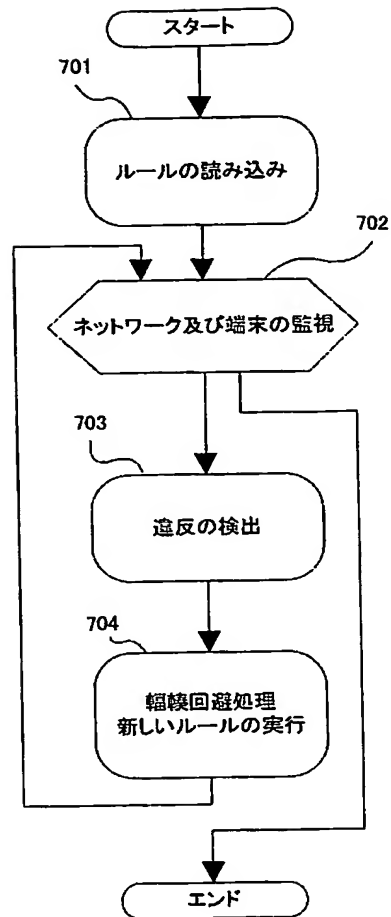 スタート
701
ルールの読み込み
702
ネットワーク及び端末の監視
703
違反の検出
704
輻輳回避処理
新しいルールの実行
エンド